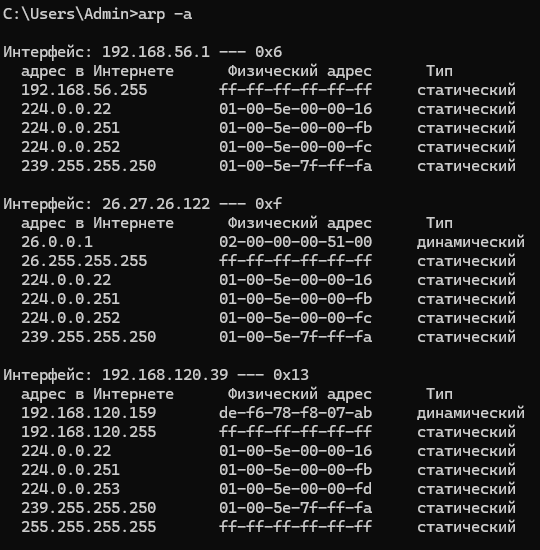 C:\Users\Admin>arp -a
Интерфейс: 192.168.56.1 --- 0x6
адрес в Интернете Физический адрес Тип
192.168.56.255 ff-ff-ff-ff-ff-ff статический
224.0.0.22 01-00-5e-00-00-16 статический
224.0.0.251 01-00-5e-00-00-fb статический
224.0.0.252 01-00-5e-00-00-fc статический
239.255.255.250 01-00-5e-7f-ff-fa статический
Интерфейс: 26.27.26.122 --- 0xf
адрес в Интернете Физический адрес Тип
26.0.0.1 02-00-00-00-51-00 динамический
26.255.255.255 ff-ff-ff-ff-ff-ff статический
224.0.0.22 01-00-5e-00-00-16 статический
224.0.0.251 01-00-5e-00-00-fb статический
224.0.0.252 01-00-5e-00-00-fc статический
239.255.255.250 01-00-5e-7f-ff-fa статический
Интерфейс: 192.168.120.39 --- 0x13
адрес в Интернете Физический адрес Тип
192.168.120.159 de-f6-78-f8-07-ab динамический
192.168.120.255 ff-ff-ff-ff-ff-ff статический
224.0.0.22 01-00-5e-00-00-16 статический
224.0.0.251 01-00-5e-00-00-fb статический
224.0.0.253 01-00-5e-00-00-fd статический
239.255.255.250 01-00-5e-7f-ff-fa статический
255.255.255.255 ff-ff-ff-ff-ff-ff статический